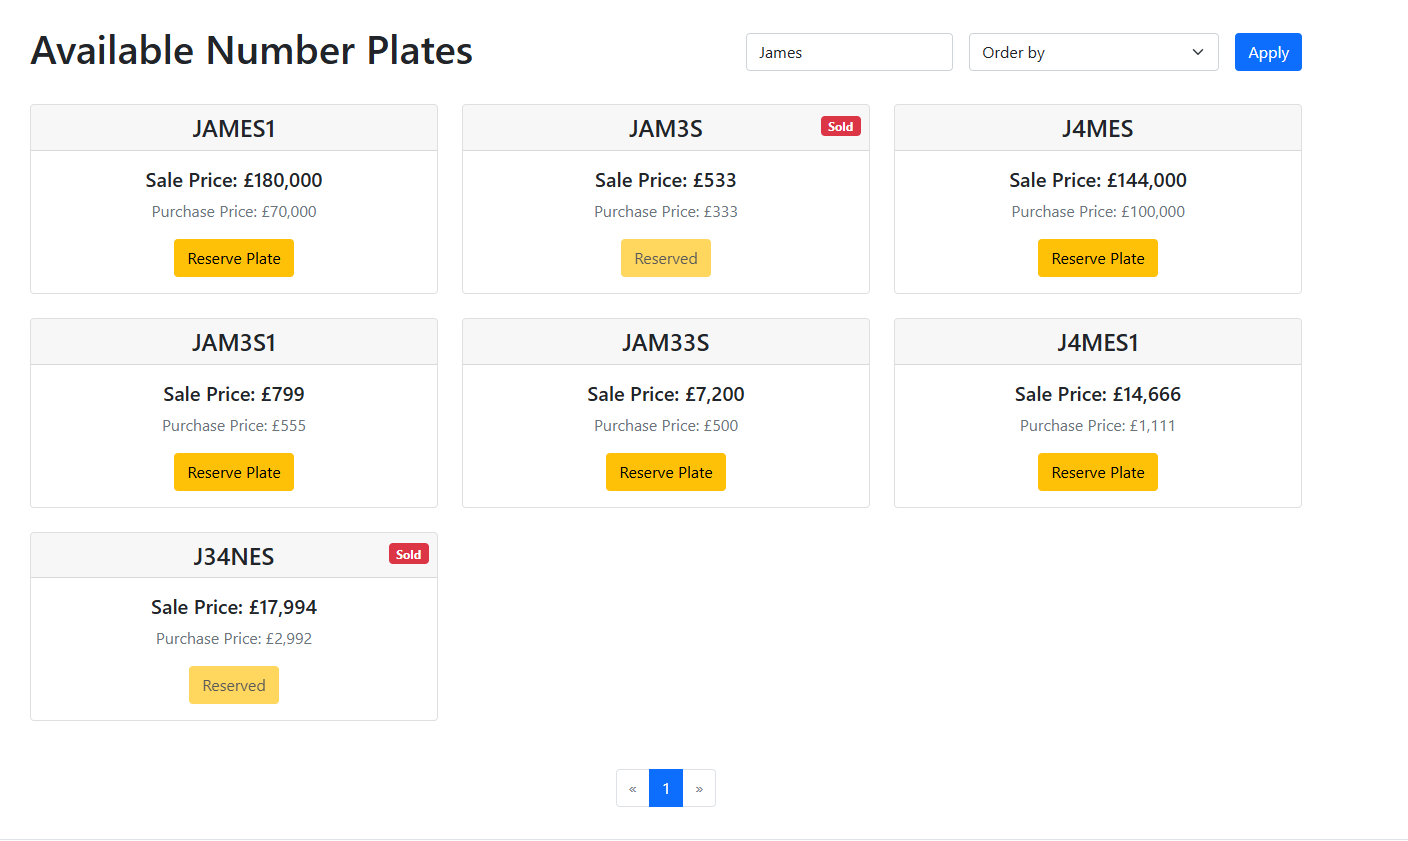 Available Number Plates
James
Order by
Apply
JAMES1
Sale Price: £180,000
Purchase Price: £70,000
Reserve Plate
JAM3S
Sold
Sale Price: £533
Purchase Price: £333
Reserved
J4MES
Sale Price: £144,000
Purchase Price: £100,000
Reserve Plate
JAM3S1
Sale Price: £799
Purchase Price: £555
Reserve Plate
JAM33S
Sale Price: £7,200
Purchase Price: £500
Reserve Plate
J4MES1
Sale Price: £14,666
Purchase Price: £1,111
Reserve Plate
J34NES
Sold
Sale Price: £17,994
Purchase Price: £2,992
Reserved
« 1 »